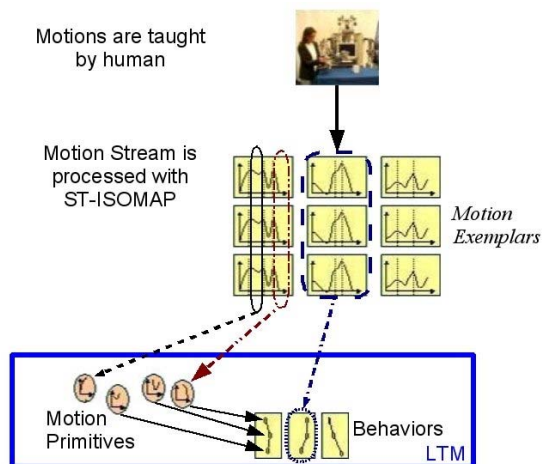 Motions are taught
by human
Motion Stream is
processed with
ST-ISOMAP
Motion
Exemplars
Motion
Primitives
Behaviors
LTM